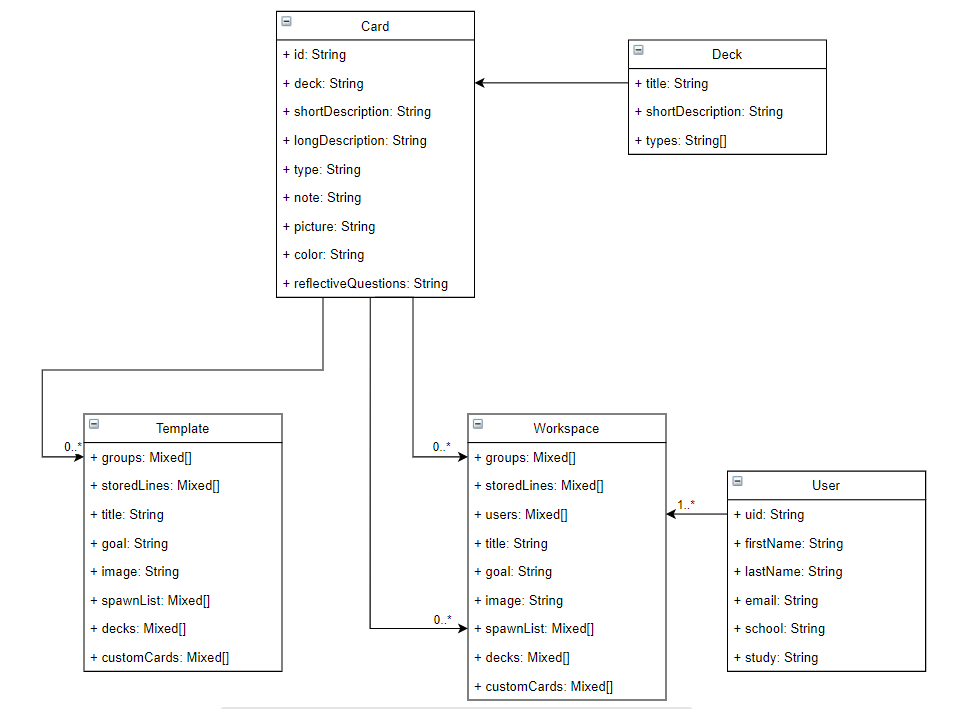 Card
+ id: String
+ deck: String
+ shortDescription: String
+ longDescription: String
+ type: String
+ note: String
+ picture: String
+ color: String
+ reflectiveQuestions: String
Deck
+ title: String
+ shortDescription: String
+ types: String[]
0..*
Template
+ groups: Mixed[]
+ storedLines: Mixed[]
+ title: String
+ goal: String
+ image: String
+ spawnList: Mixed[]
+ decks: Mixed[]
+ customCards: Mixed[]
0..*
0..*
Workspace
+ groups: Mixed[]
+ storedLines: Mixed[]
+ users: Mixed[]
+ title: String
+ goal: String
+ image: String
+ spawnList: Mixed[]
+ decks: Mixed[]
+ customCards: Mixed[]
1..*
User
+ uid: String
+ firstName: String
+ lastName: String
+ email: String
+ school: String
+ study: String